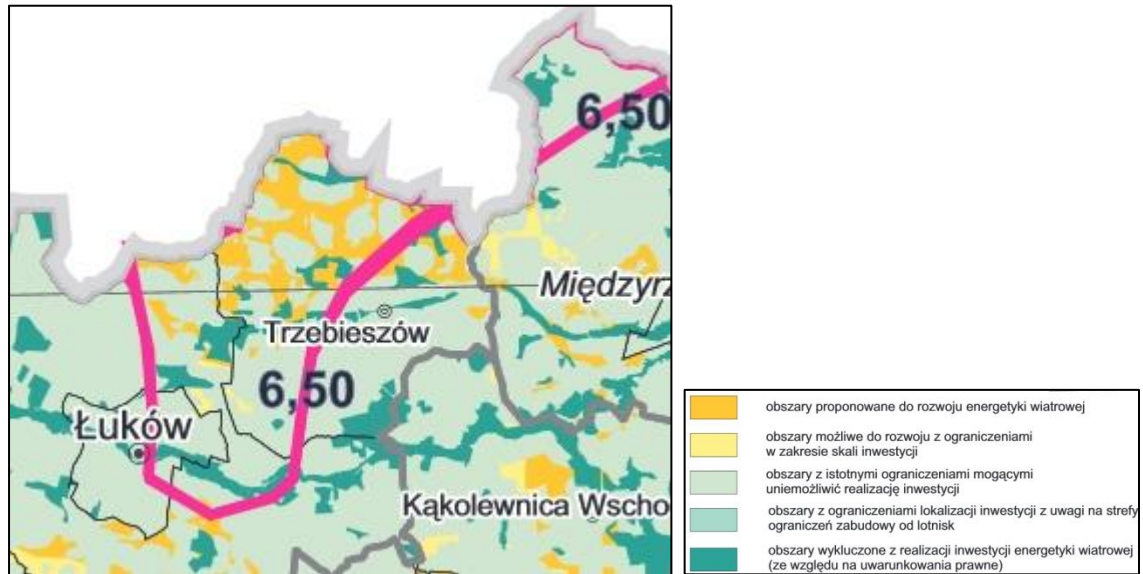 6,50
Międzyrz
Trzebieszów
6,50
Łuków
Kąkolewnica Wscho
obszary proponowane do rozwoju energetyki wiatrowej
obszary możliwe do rozwoju z ograniczeniami
w zakresie skali inwestycji
obszary z istotnymi ograniczeniami mogącymi
uniemożliwić realizację inwestycji
obszary z ograniczeniami lokalizacji inwestycji z uwagi na strefy
ograniczeń zabudowy od lotnisk
obszary wykluczone z realizacji inwestycji energetyki wiatrowej
(ze względu na uwarunkowania prawne)